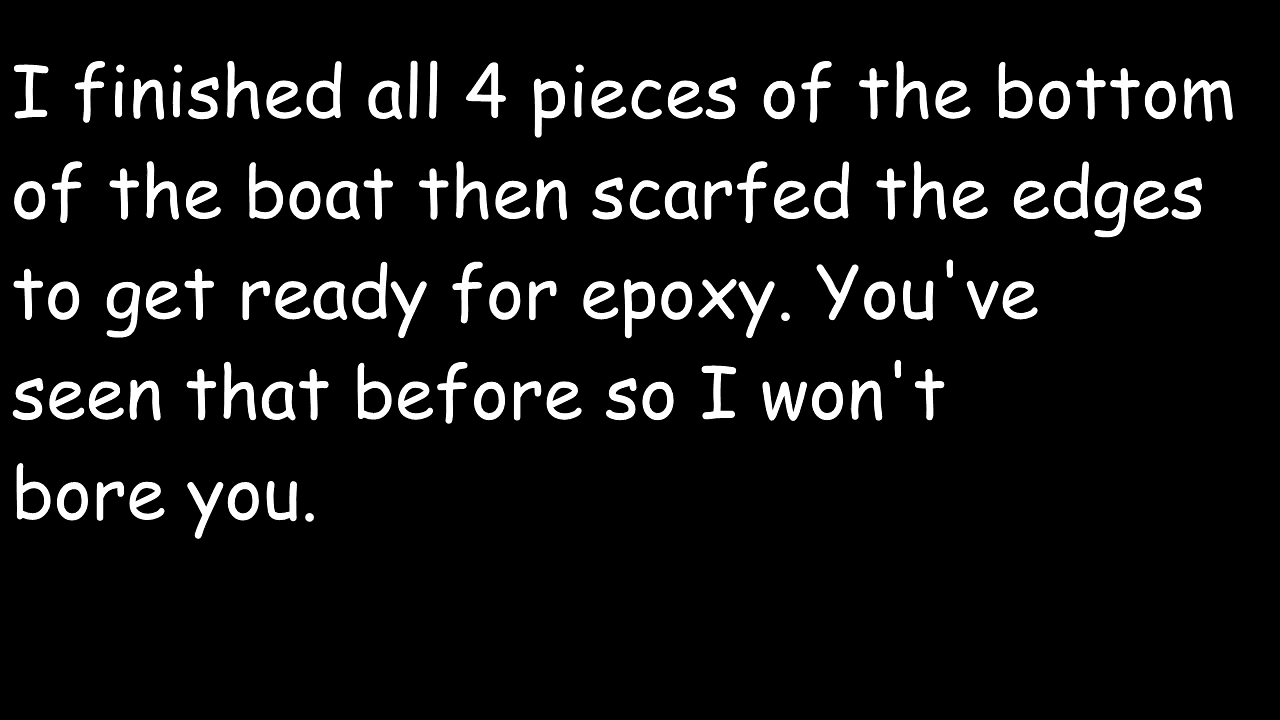 I finished all 4 pieces of the bottom
of the boat then scarfed the edges
to get ready for epoxy. You've
seen that before so I won't
bore you.